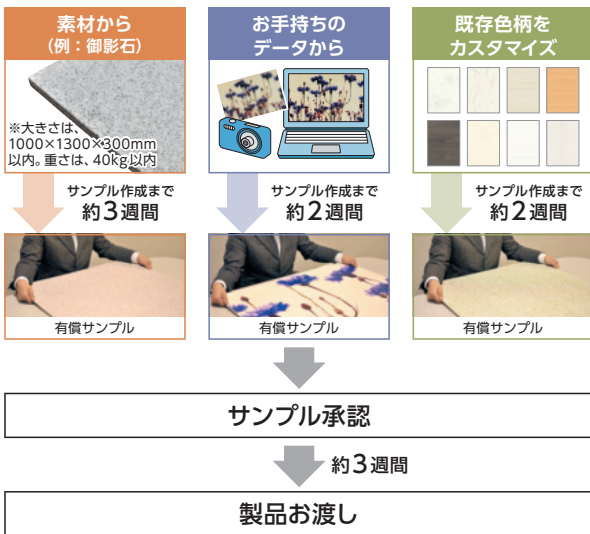 素材から
(例：御影石)
※大きさは、
1000×1300×300mm
以内。重さは、40kg以内
サンプル作成まで
約3週間
有償サンプル
お手持ちの
データから
サンプル作成まで
約2週間
有償サンプル
既存色柄を
カスタマイズ
サンプル作成まで
約2週間
有償サンプル
サンプル承認
約3週間
製品お渡し